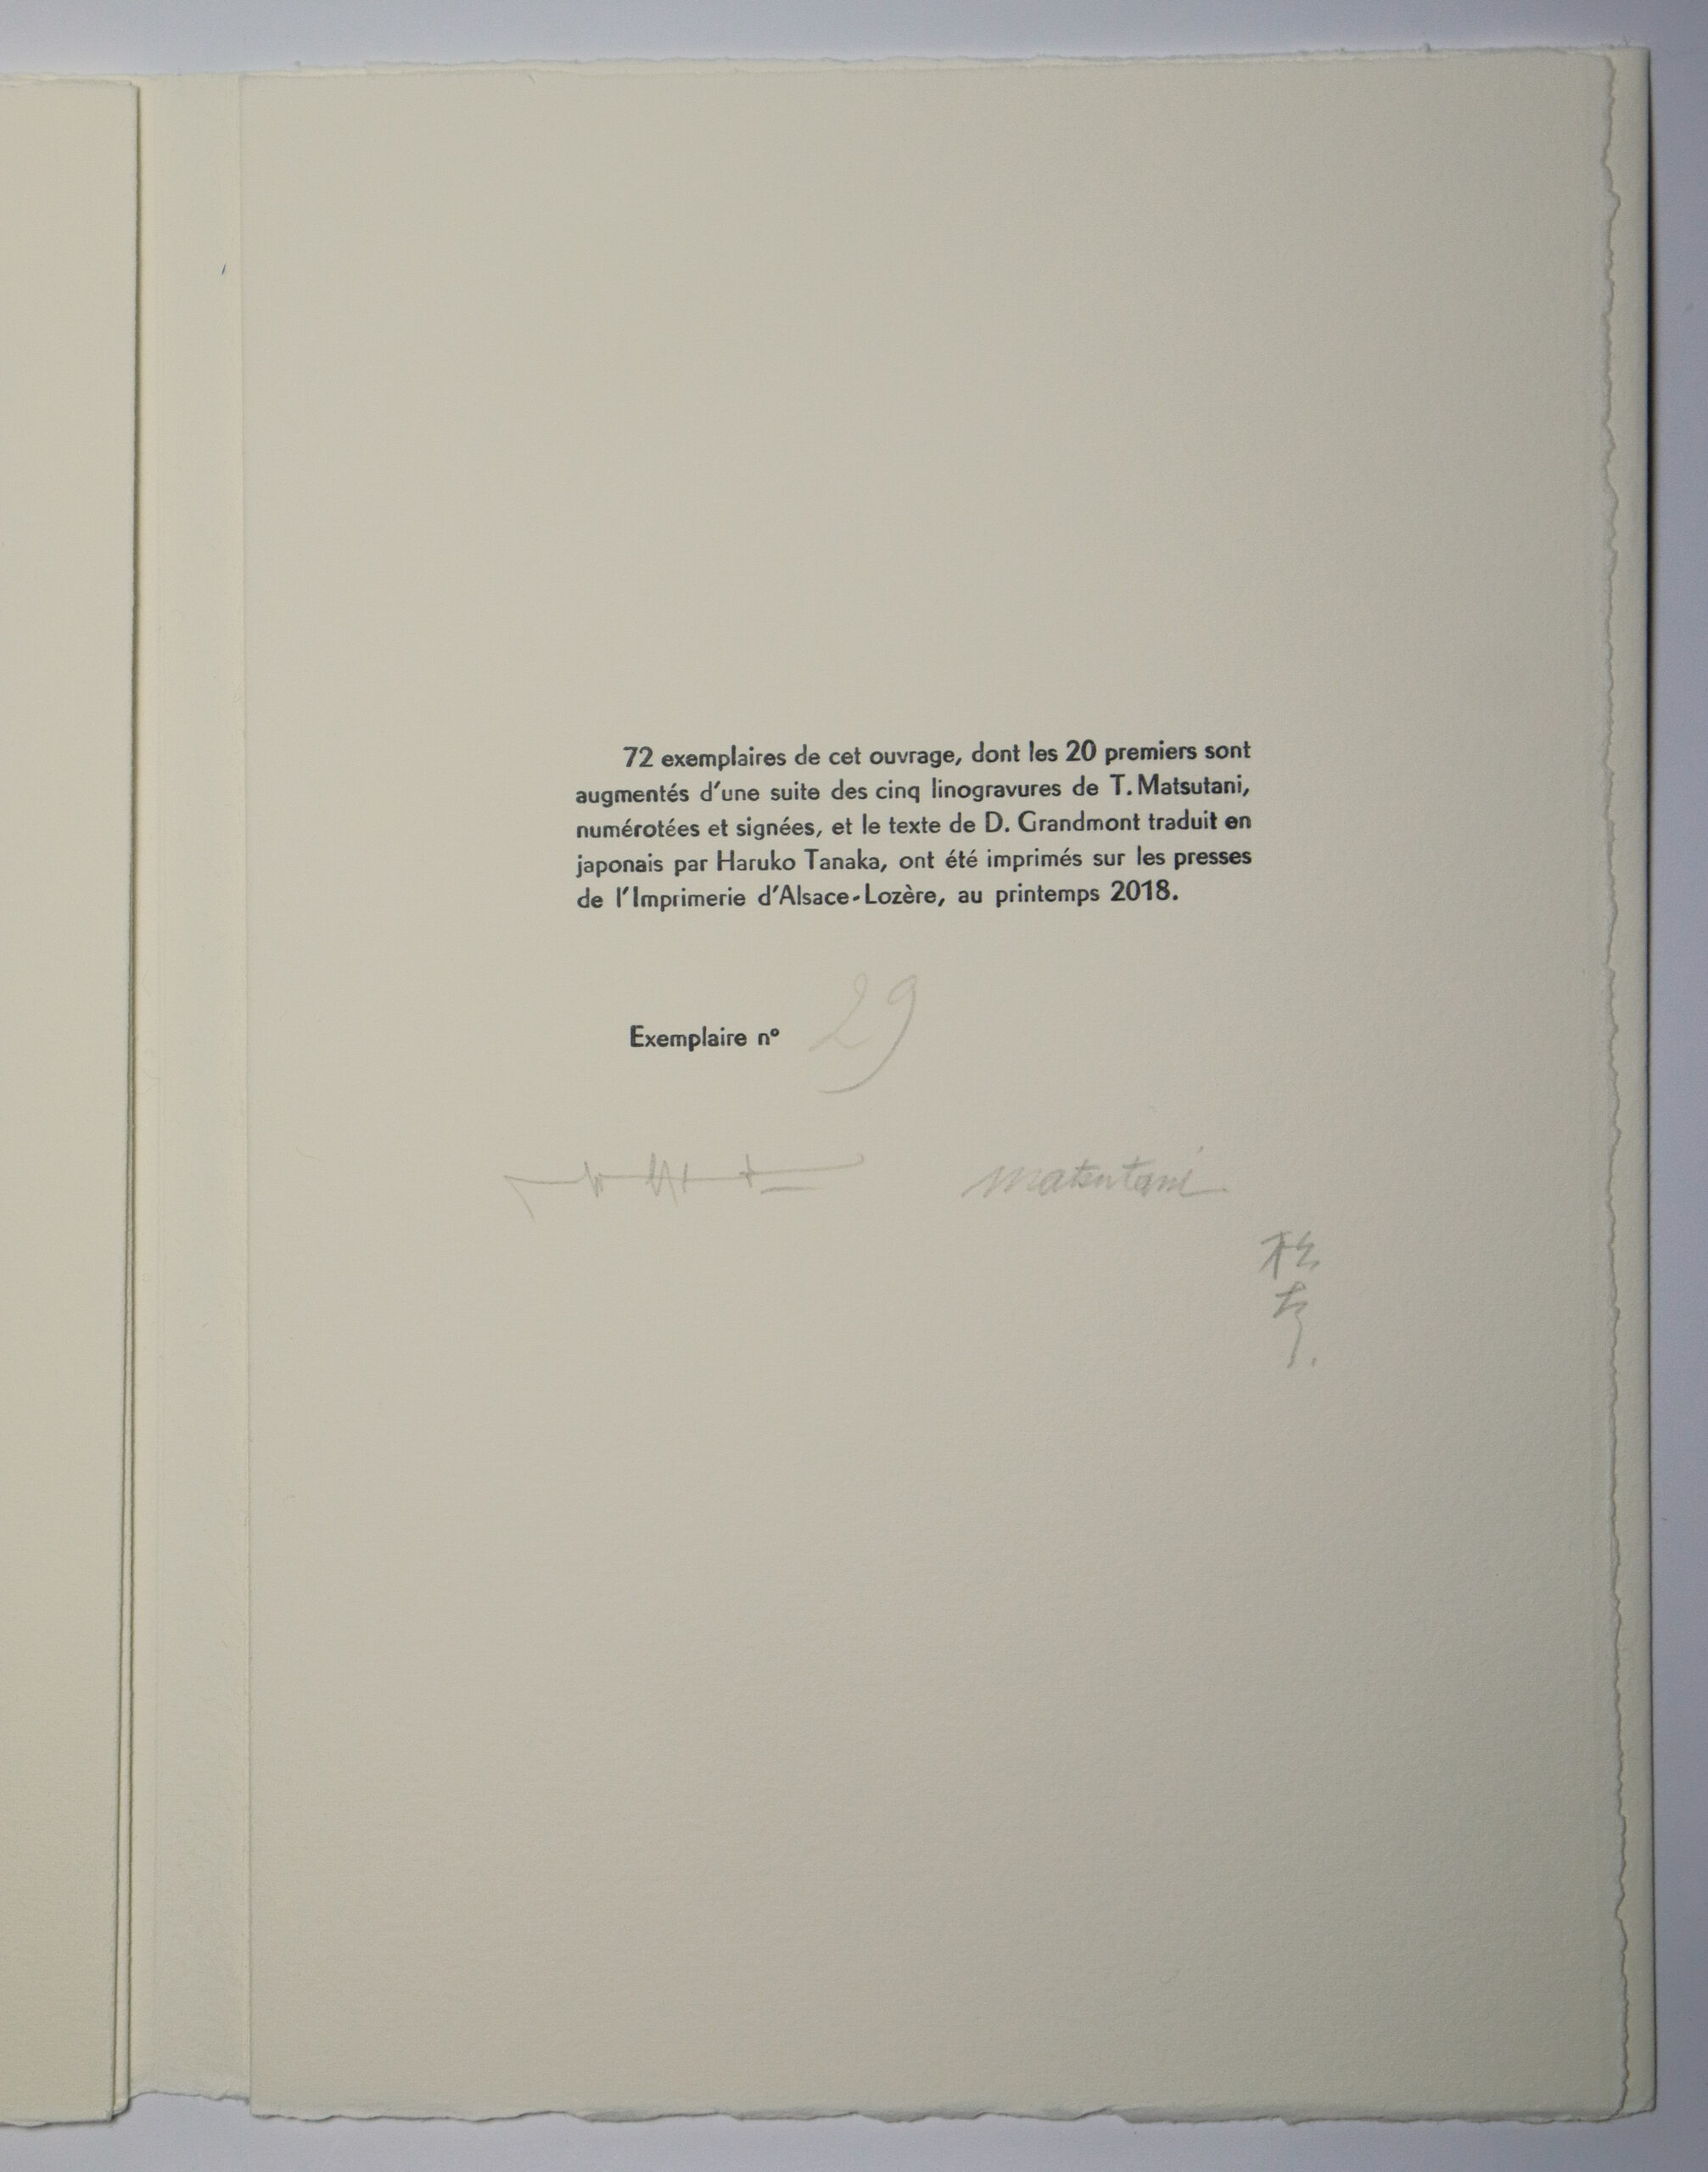 72 exemplaires de cet ouvrage, dont les 20 premiers sont
augmentés d'une suite des cinq linogravures de T. Matsutani,
numérotées et signées, et le texte de D. Grandmont traduit en
japonais par Haruko Tanaka, ont été imprimés sur les presses
de l'Imprimerie d'Alsace-Lozère, au printemps 2018.
Exemplaire nº 29
matsutani
松